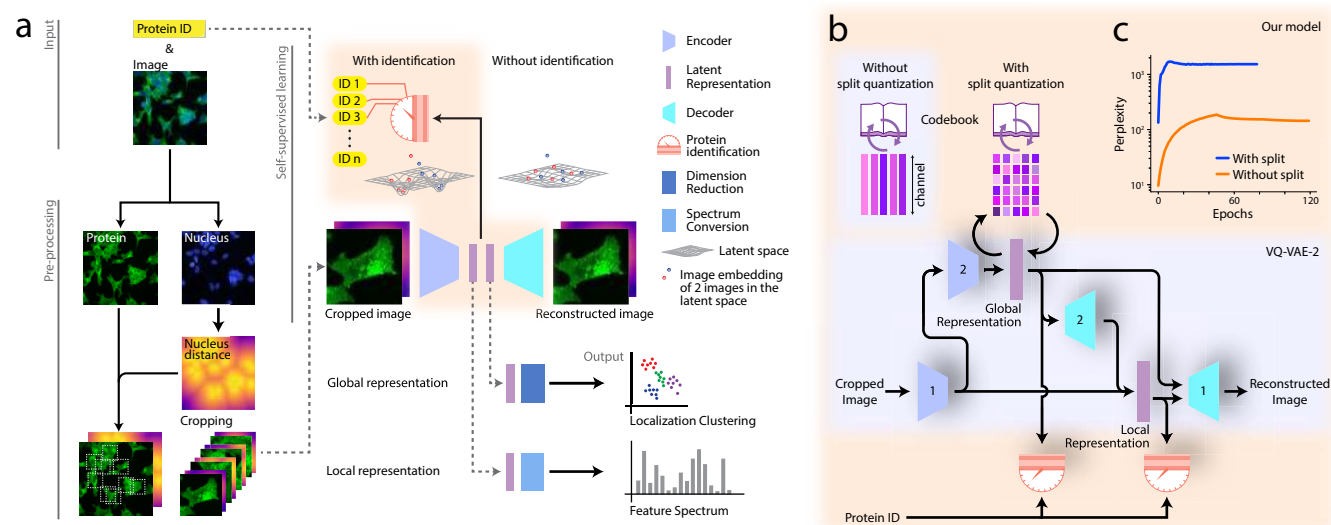 a
Input
Protein ID
&
Image
Pre-processing
Protein
Nucleus
Nucleus
distance
Cropping
Self-supervised learning
With identification
Without identification
ID 1
ID 2
ID 3
ID n
Cropped image
Reconstructed image
Encoder
Latent
Representation
Decoder
Protein
identification
Dimension
Reduction
Spectrum
Conversion
Latent space
Image embedding
of 2 images in the
latent space
Global representation
Output
Localization Clustering
Local representation
Feature Spectrum
b
Without
split quantization
With
split quantization
Codebook
channel
c
Our model
Perplexity
10³
10²
10¹
With split
Without split
0
60
120
Epochs
VQ-VAE-2
2
Global
Representation
2
Cropped
Image
1
Local
Representation
1
Reconstructed
Image
Protein ID